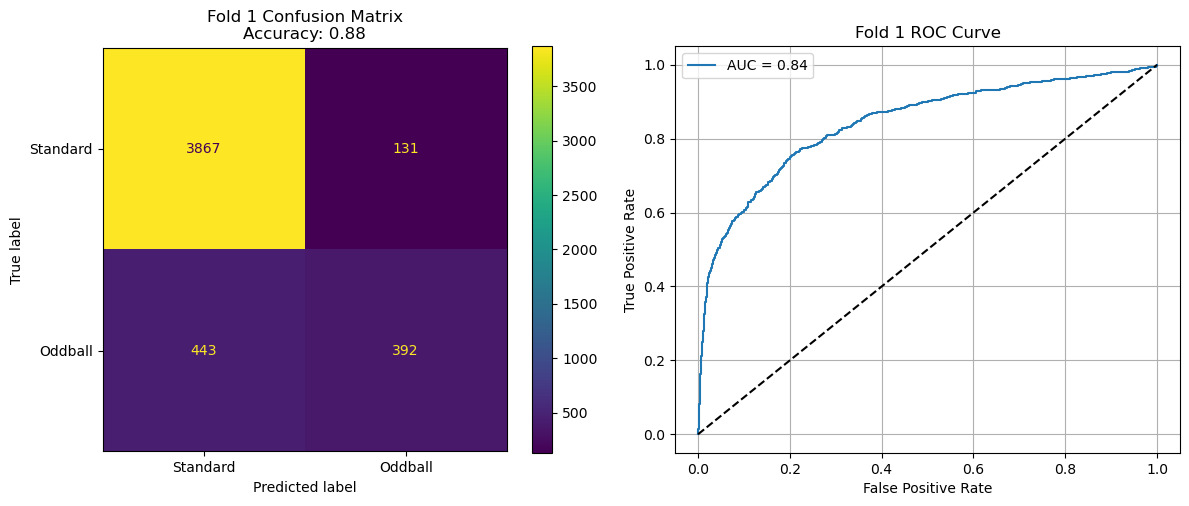 Fold 1 Confusion Matrix
Accuracy: 0.88
True label
Standard
Oddball
3867
131
443
392
Standard
Oddball
Predicted label
3500
3000
2500
2000
1500
1000
500
Fold 1 ROC Curve
AUC = 0.84
True Positive Rate
1.0
0.8
0.6
0.4
0.2
0.0
0.0
0.2
0.4
0.6
0.8
1.0
False Positive Rate